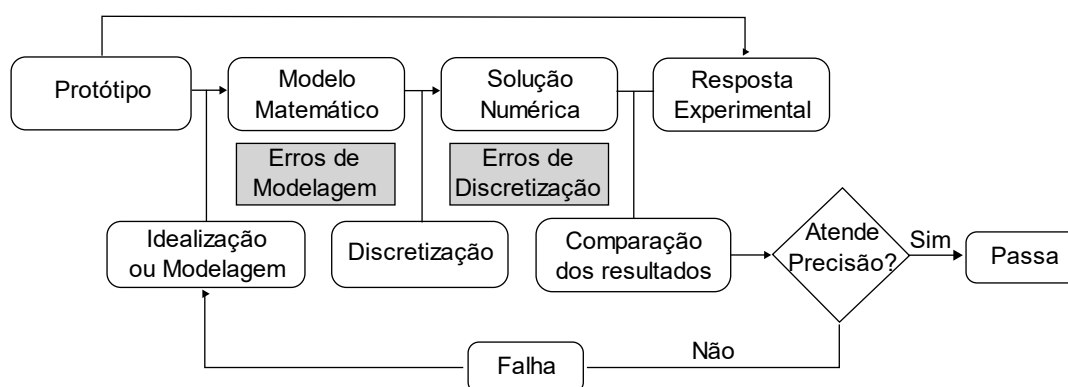 Protótipo
Modelo
Matemático
Solução
Numérica
Resposta
Experimental
Erros de
Modelagem
Erros de
Discretização
Idealização
ou Modelagem
Discretização
Comparação
dos resultados
Atende
Precisão?
Sim
Passa
Não
Falha